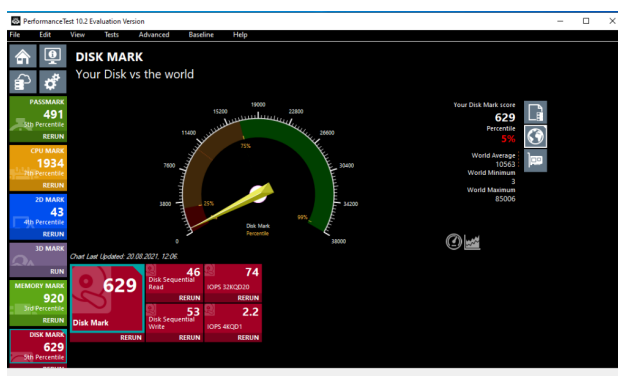 PerformanceTest 10.2 Evaluation Version
File Edit View Tests Advanced Baseline Help
DISK MARK
Your Disk vs the world
PASSMARK
491
5th Percentile
RERUN
CPU MARK
1934
7th Percentile
RERUN
2D MARK
43
4th Percentile
RERUN
3D MARK
RUN
MEMORY MARK
920
3rd Percentile
RERUN
DISK MARK
629
5th Percentile
RERUN
0
3800
7600
11400
15200
19000
22800
26600
30400
34200
38000
25%
75%
99%
Disk Mark
Percentile
Your Disk Mark score
629
Percentile
5%
World Average
10563
World Minimum
3
World Maximum
85006
Chart Last Updated: 20.08.2021, 12:06
629
Disk Mark
RERUN
46
Disk Sequential
Read
RERUN
74
IOPS 32KQD20
RERUN
53
Disk Sequential
Write
RERUN
2.2
IOPS 4KQD1
RERUN